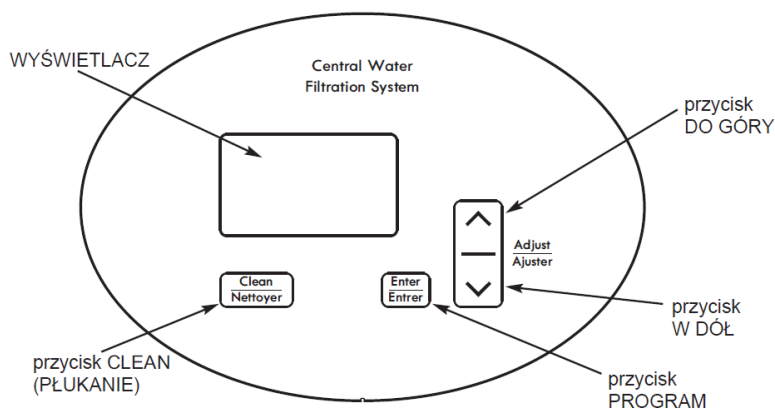 WYŚWIETLACZ
Central Water
Filtration System
przycisk
DO GÓRY
Adjust
Ajuster
Clean
Nettoyer
Enter
Entrer
przycisk
W DÓŁ
przycisk CLEAN
(PŁUKANIE)
przycisk
PROGRAM